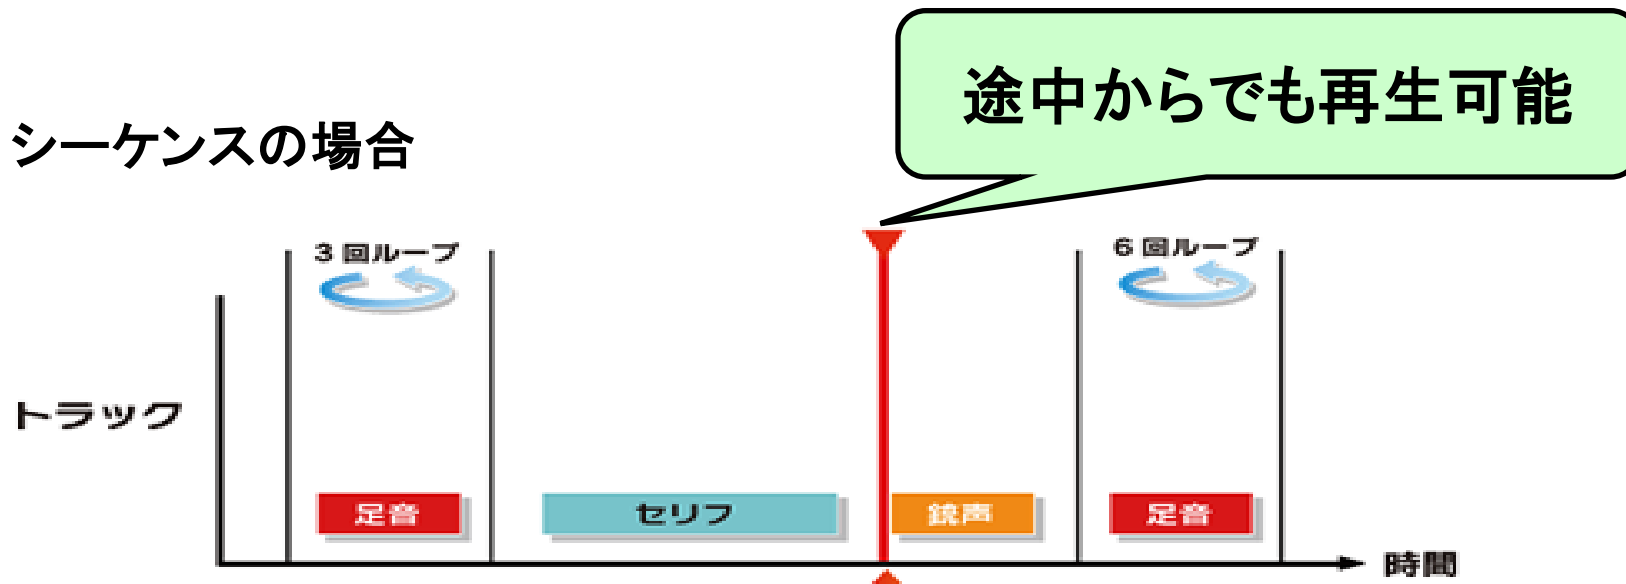 途中からでも再生可能
シーケンスの場合
3回ループ
6回ループ
トラック
足音
セリフ
銃声
足音
時間